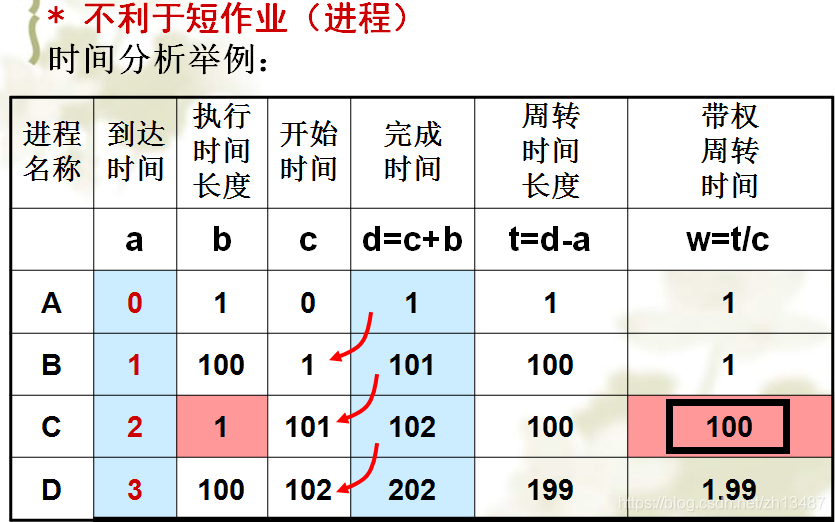 * 不利于短作业（进程）
时间分析举例：
进程名称 到达时间 执行时间长度 开始时间 完成时间 周转时间长度 带权周转时间
a b c d=c+b t=d-a w=t/c
A 0 1 0 1 1 1
B 1 100 1 101 100 1
C 2 1 101 102 100 100
D 3 100 102 202 199 1.99
https://blog.csdn.net/zh13487